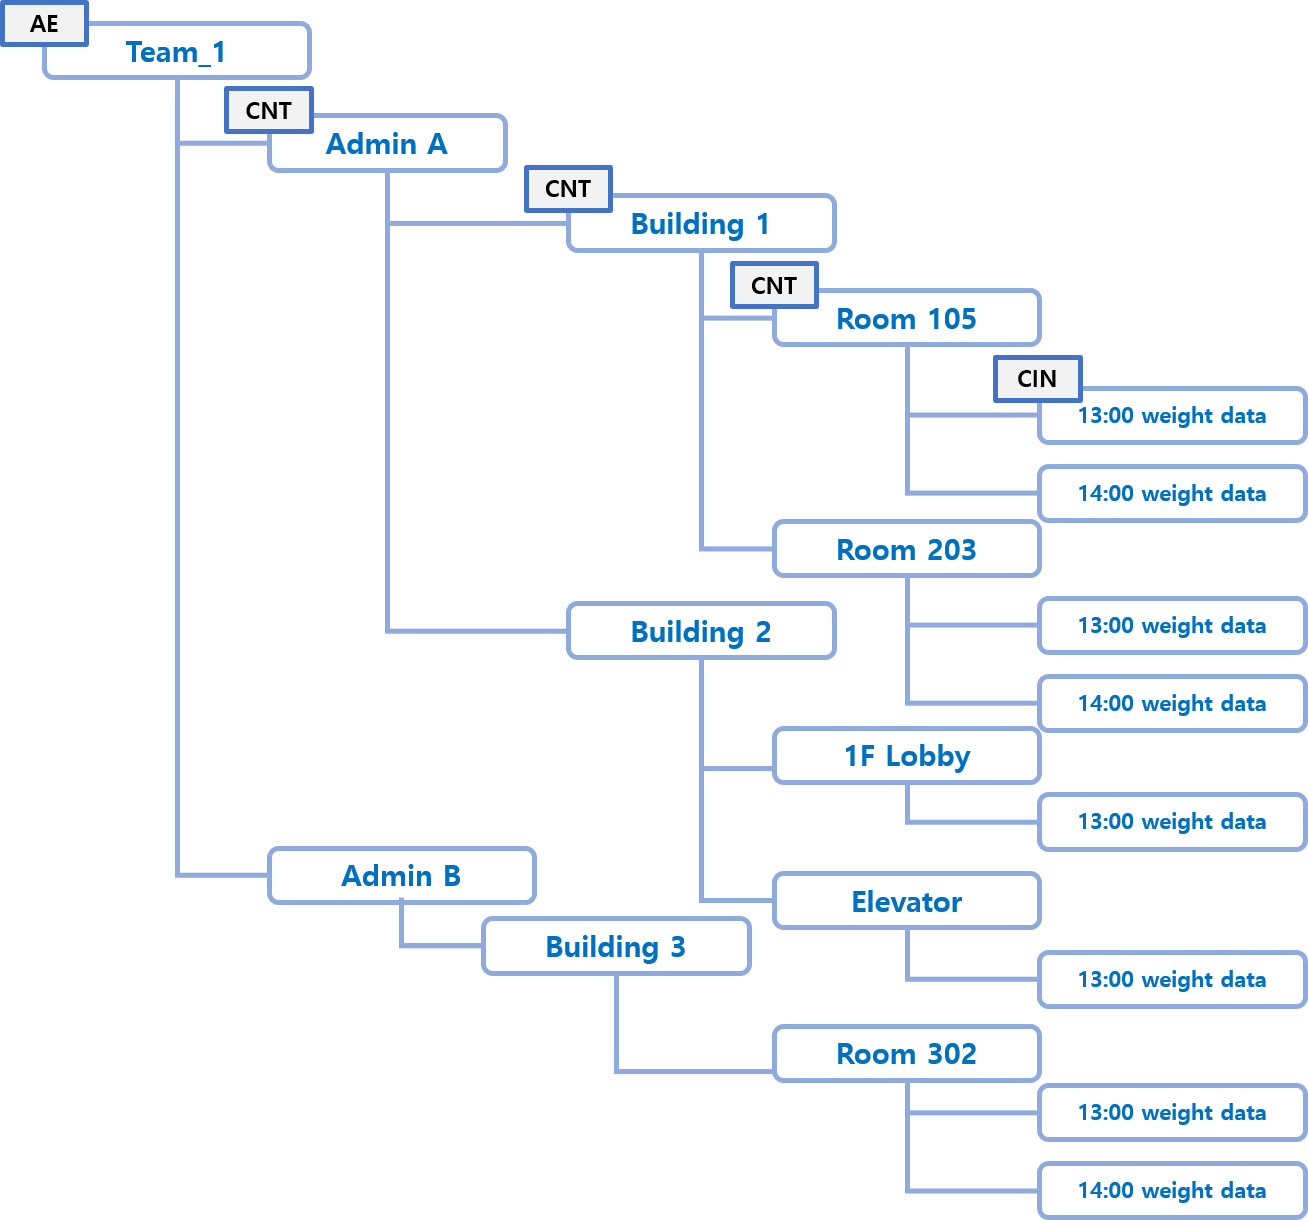 AE
Team_1
CNT
Admin A
CNT
Building 1
CNT
Room 105
CIN
13:00 weight data
14:00 weight data
Room 203
13:00 weight data
Building 2
14:00 weight data
1F Lobby
13:00 weight data
Admin B
Elevator
Building 3
13:00 weight data
Room 302
13:00 weight data
14:00 weight data